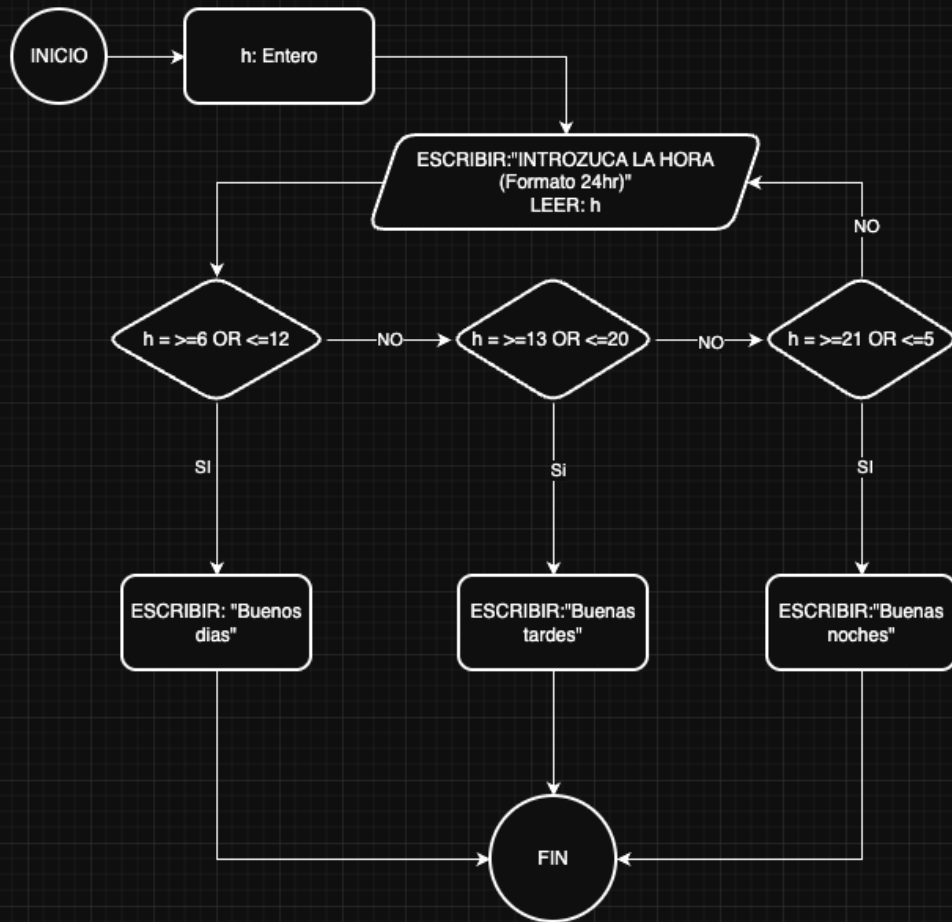 INICIO
h: Entero
ESCRIBIR:"INTROZUCA LA HORA
(Formato 24hr)"
LEER: h
NO
h = >=6 OR <=12
NO
h = >=13 OR <=20
NO
h = >=21 OR <=5
SI
Si
SI
ESCRIBIR: "Buenos
dias"
ESCRIBIR:"Buenas
tardes"
ESCRIBIR:"Buenas
noches"
FIN